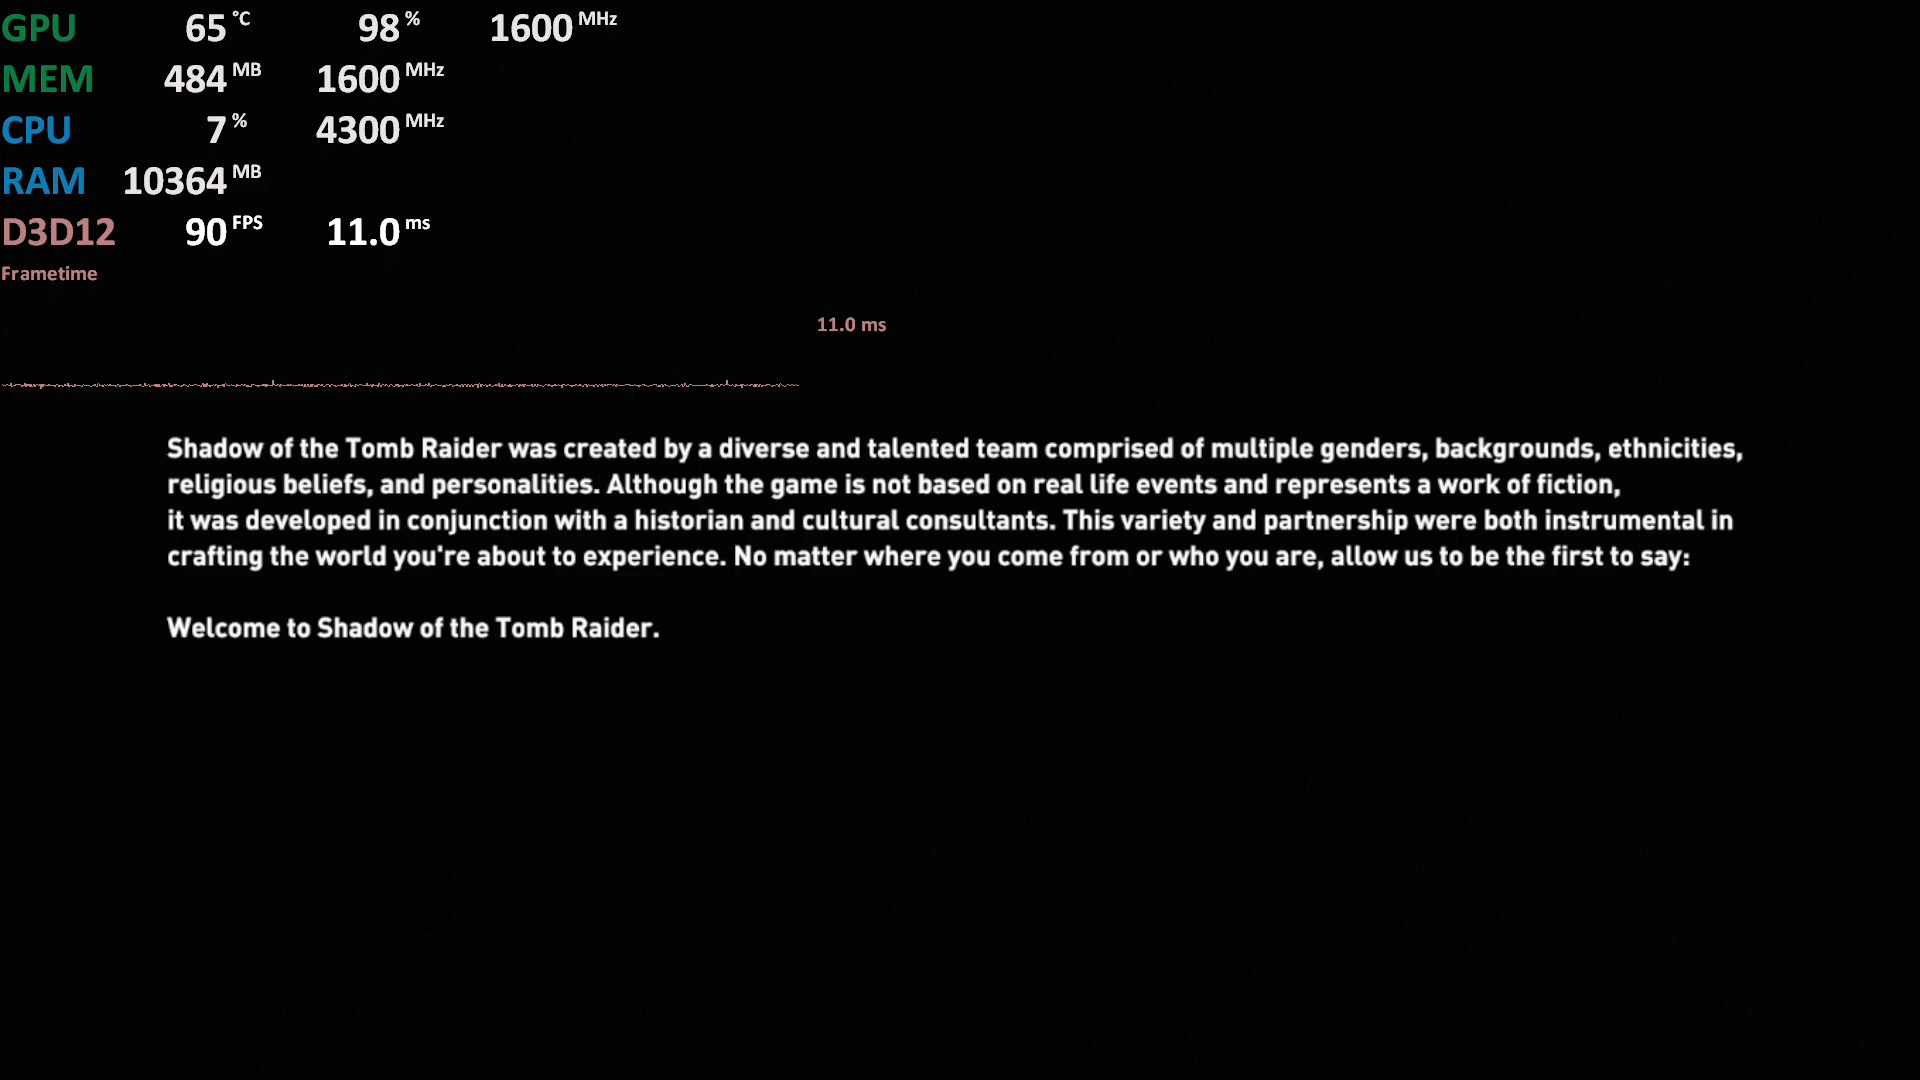 GPU 65 °C 98 % 1600 MHz
MEM 484 MB 1600 MHz
CPU 7 % 4300 MHz
RAM 10364 MB
D3D12 90 FPS 11.0 ms
Frametime
11.0 ms
Shadow of the Tomb Raider was created by a diverse and talented team comprised of multiple genders, backgrounds, ethnicities,
religious beliefs, and personalities. Although the game is not based on real life events and represents a work of fiction,
it was developed in conjunction with a historian and cultural consultants. This variety and partnership were both instrumental in
crafting the world you're about to experience. No matter where you come from or who you are, allow us to be the first to say:
Welcome to Shadow of the Tomb Raider.